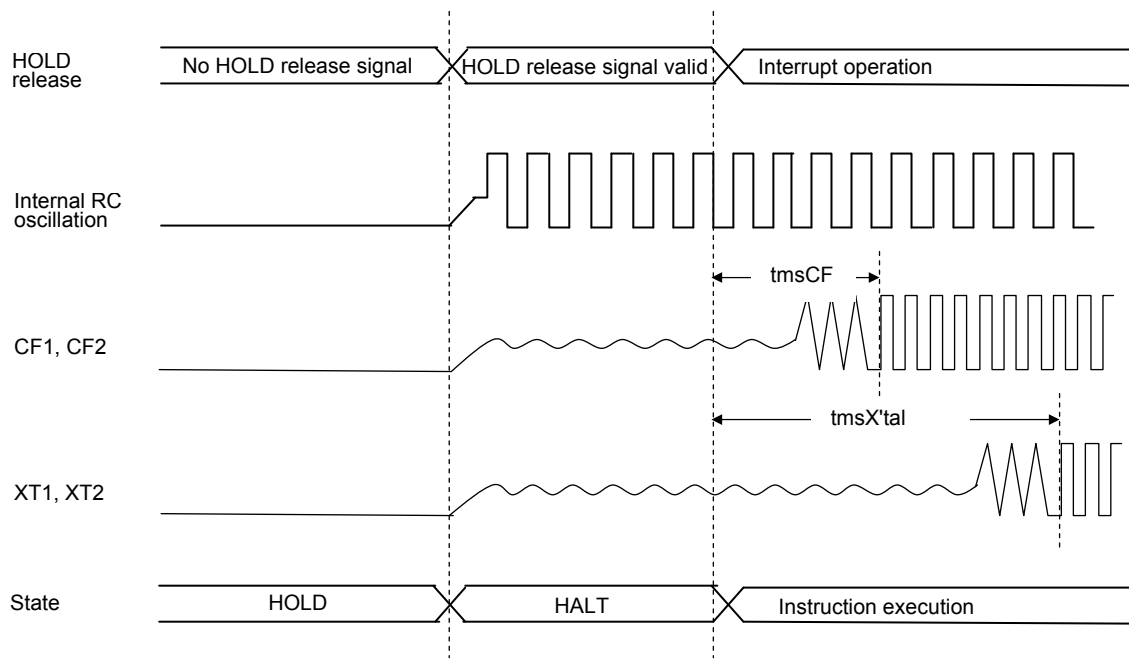 HOLD
release
No HOLD release signal
HOLD release signal valid
Interrupt operation
Internal RC
oscillation
tmsCF
CF1, CF2
tmsX'tal
XT1, XT2
State
HOLD
HALT
Instruction execution